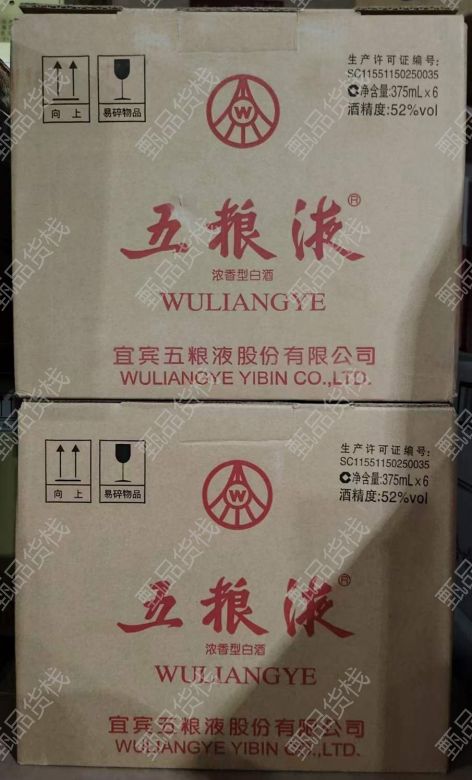 向 上
易碎物品
生产许可证编号:
SC11551150250035
净含量:375mL×6
酒精度:52%vol
W
五粮液®
浓香型白酒
WULIANGYE
宜宾五粮液股份有限公司
WULIANGYE YIBIN CO.,LTD.
向 上
易碎物品
生产许可证编号:
SC11551150250035
净含量:375mL×6
酒精度:52%vol
W
五粮液®
浓香型白酒
WULIANGYE
宜宾五粮液股份有限公司
WULIANGYE YIBIN CO.,LTD.
甄品货栈